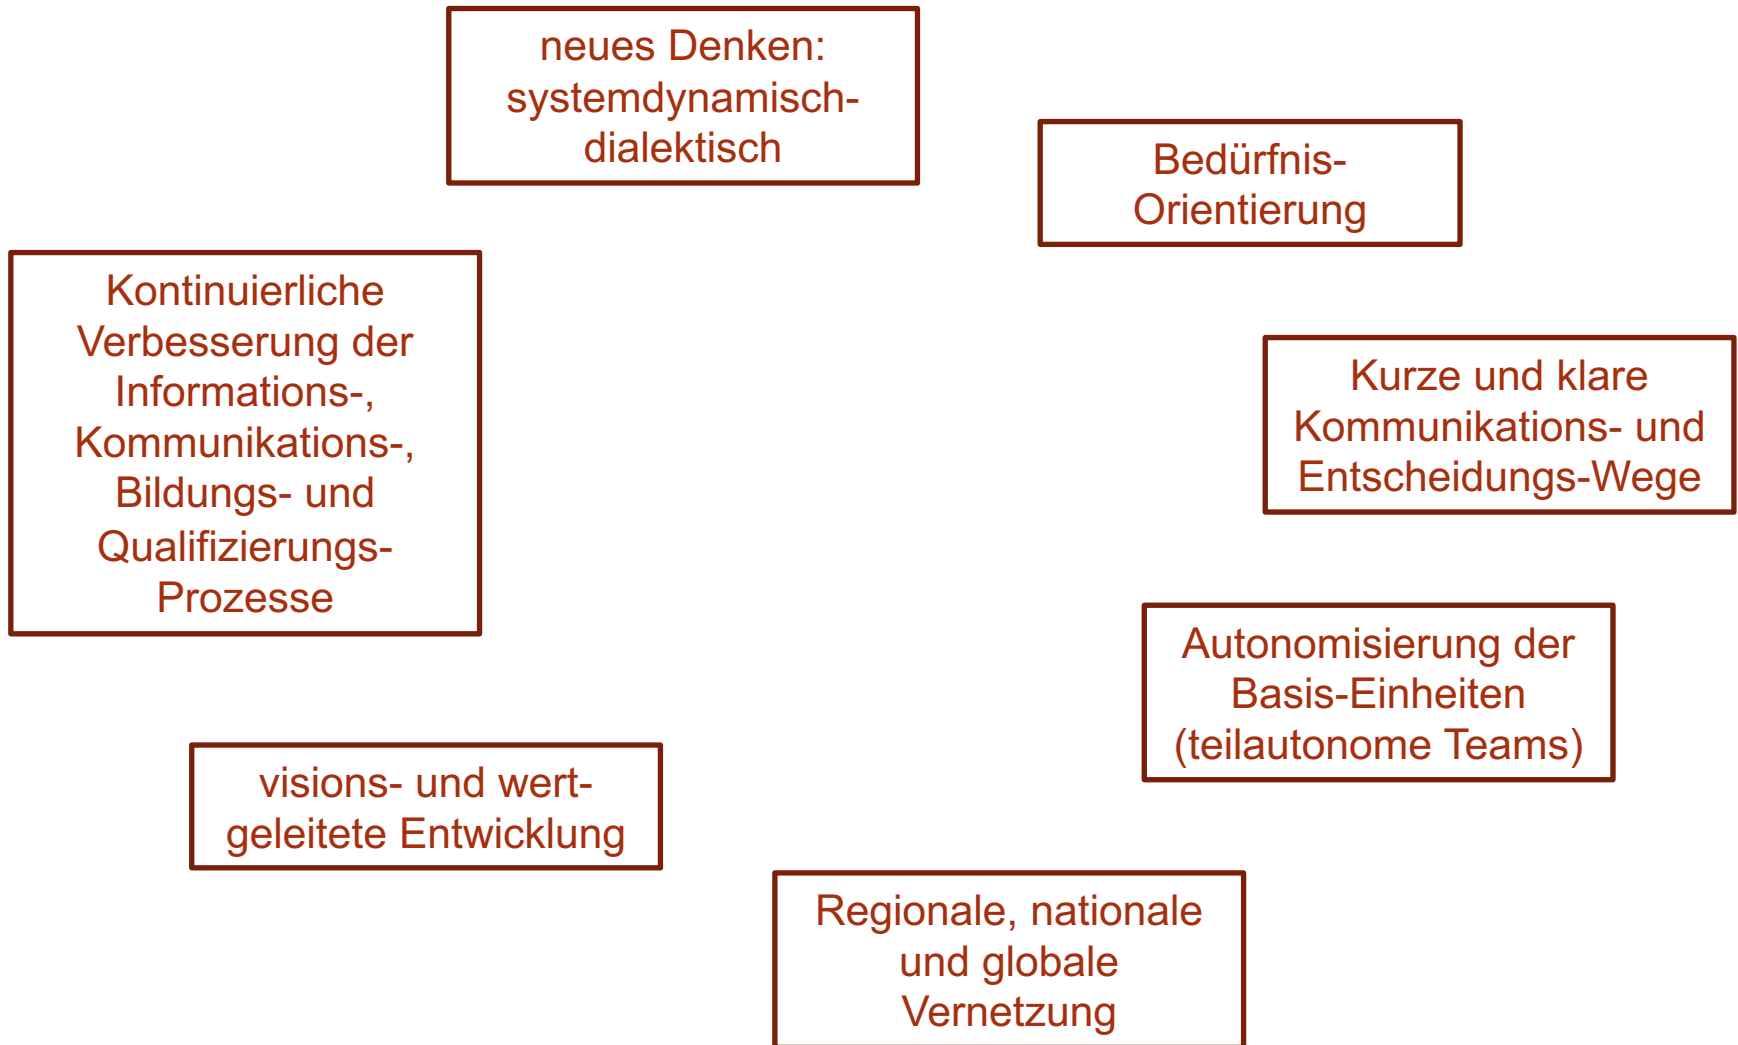 neues Denken:
systemdynamisch-
dialektisch
Bedürfnis-
Orientierung
Kurze und klare
Kommunikations- und
Entscheidungs-Wege
Autonomisierung der
Basis-Einheiten
(teilautonome Teams)
Regionale, nationale
und globale
Vernetzung
visions- und wert-
geleitete Entwicklung
Kontinuierliche
Verbesserung der
Informations-,
Kommunikations-,
Bildungs- und
Qualifizierungs-
Prozesse